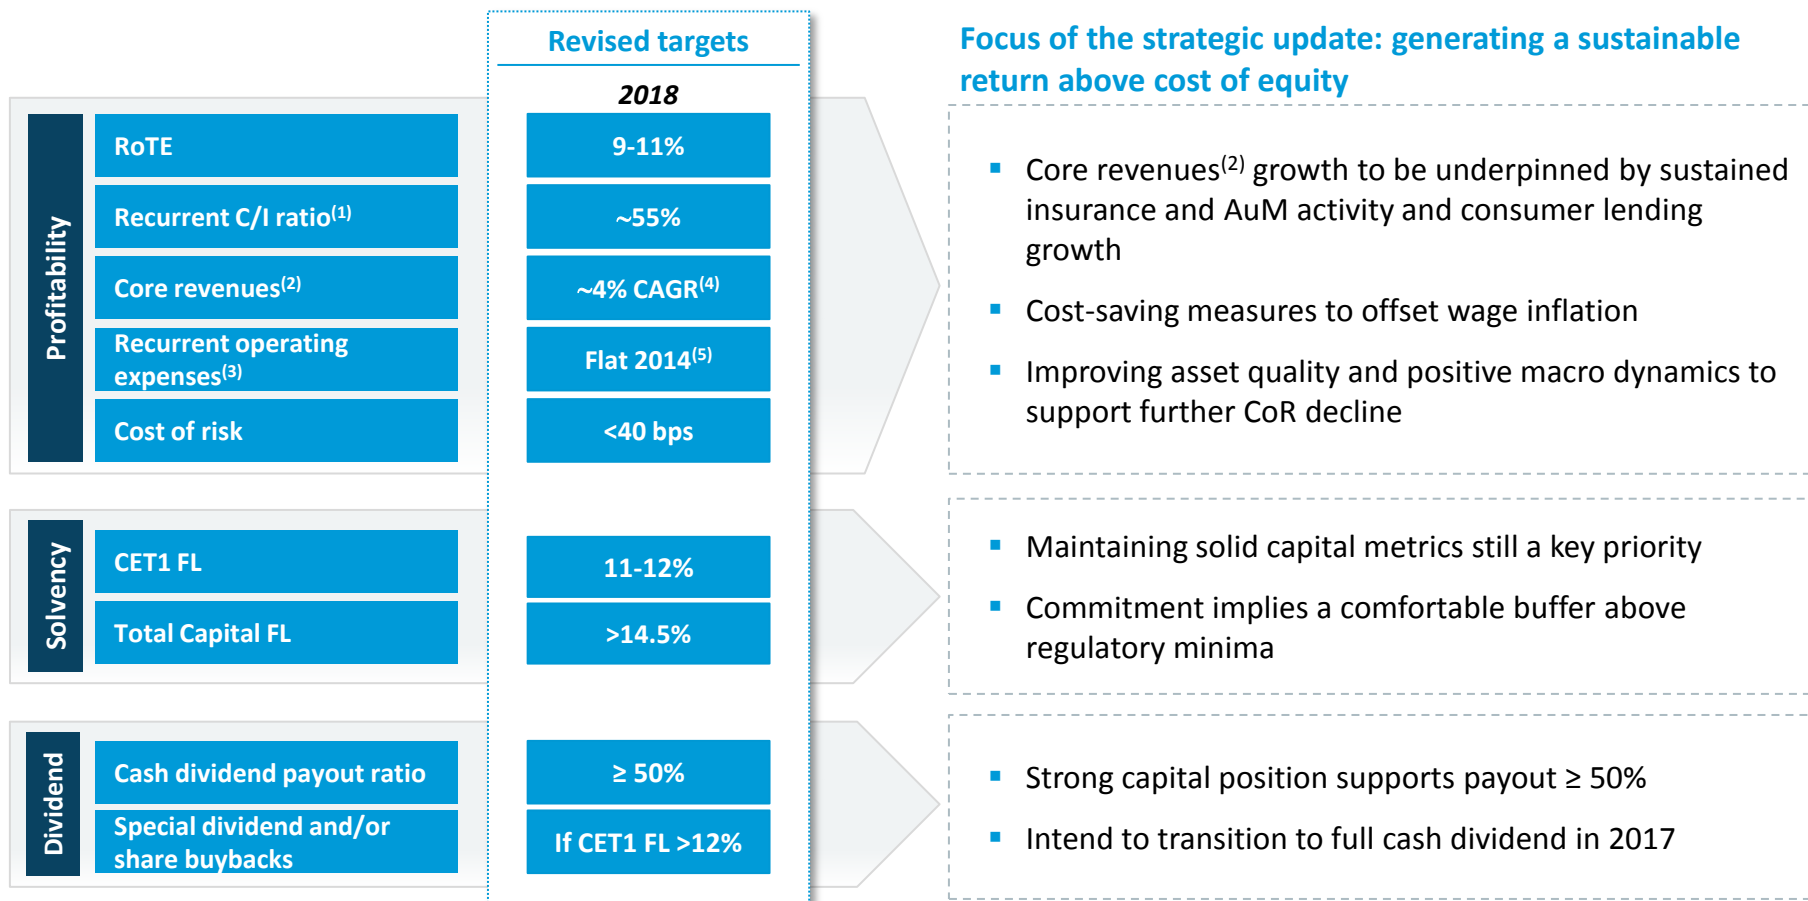 Revised targets
2018
Focus of the strategic update: generating a sustainable
return above cost of equity
Profitability
RoTE
9-11%
Recurrent C/I ratio(1)
~55%
Core revenues(2)
~4% CAGR(4)
Recurrent operating
expenses(3)
Flat 2014(5)
Cost of risk
<40 bps
▪ Core revenues(2) growth to be underpinned by sustained
insurance and AuM activity and consumer lending
growth
▪ Cost-saving measures to offset wage inflation
▪ Improving asset quality and positive macro dynamics to
support further CoR decline
Solvency
CET1 FL
11-12%
Total Capital FL
>14.5%
▪ Maintaining solid capital metrics still a key priority
▪ Commitment implies a comfortable buffer above
regulatory minima
Dividend
Cash dividend payout ratio
≥ 50%
Special dividend and/or
share buybacks
If CET1 FL >12%
▪ Strong capital position supports payout ≥ 50%
▪ Intend to transition to full cash dividend in 2017